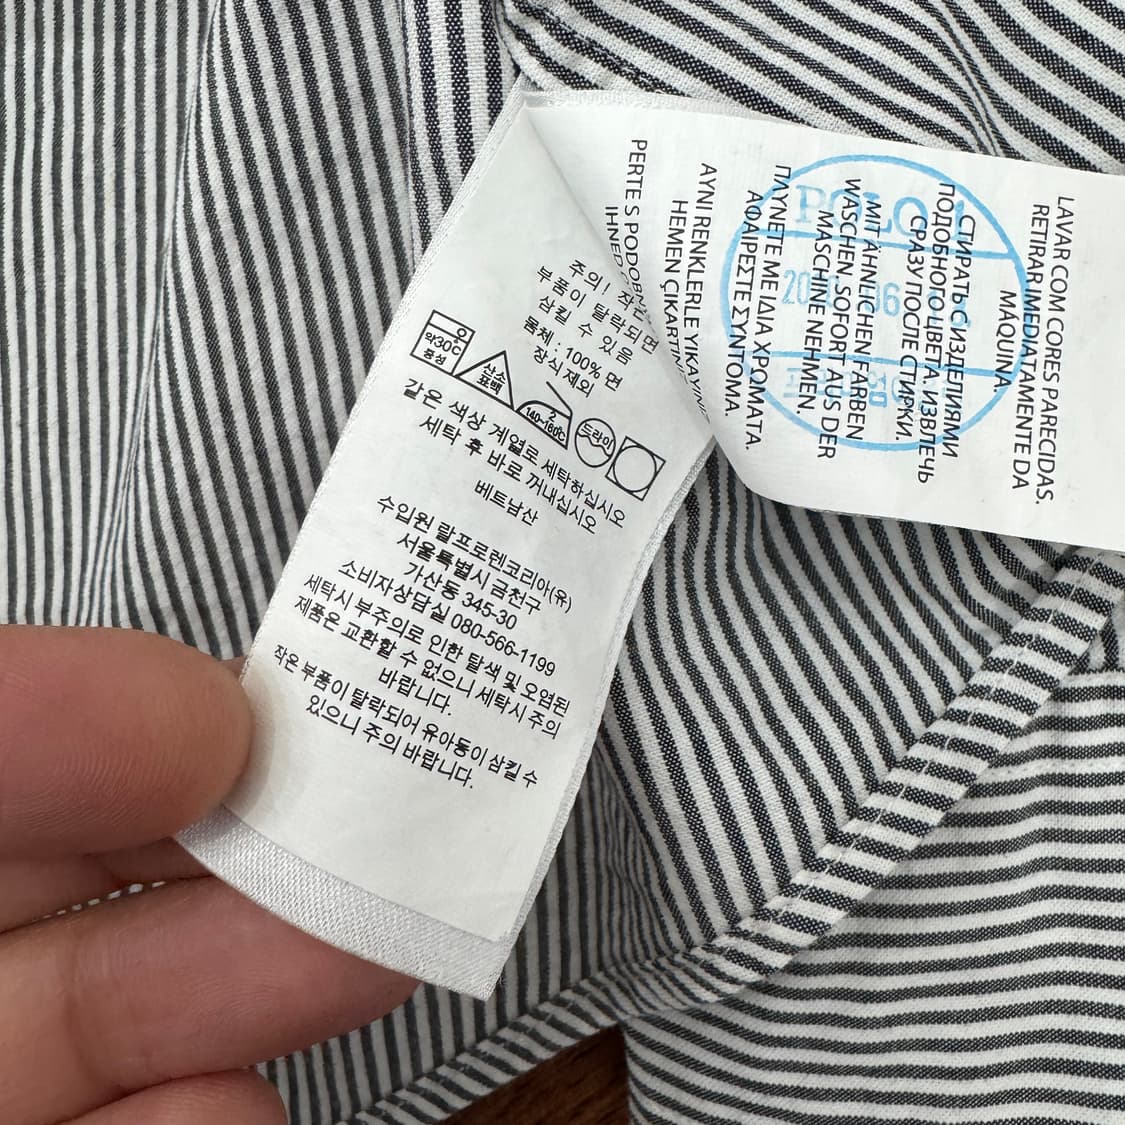 주의! 작은
부품이 탈락되면
삼킬 수 있음
몸체 : 100% 면
장식제외
약30℃
중성
산소
표백
2
140~160℃
드라이
같은 색상 계열로 세탁하십시오
세탁 후 바로 꺼내십시오
베트남산
수입원 랄프로렌코리아(유)
서울특별시 금천구
가산동 345-30
소비자상담실 080-566-1199
세탁시 부주의로 인한 탈색 및 오염된
제품은 교환할 수 없으니 세탁시 주의
바랍니다.
작은 부품이 탈락되어 유아동이 삼킬 수
있으니 주의 바랍니다.
LAVAR COM CORES PARECIDAS.
RETIRAR IMEDIATAMENTE DA
MÁQUINA.
СТИРАТЬ С ИЗДЕЛИЯМИ
ПОДОБНОГО ЦВЕТА. ИЗВЛЕЧЬ
СРАЗУ ПОСЛЕ СТИРКИ.
MIT ÄHNLICHEN FARBEN
WASCHEN. SOFORT AUS DER
MASCHINE NEHMEN.
ΠΛΥΝΕΤΕ ΜΕ ΙΔΙΑ ΧΡΩΜΑΤΑ
ΑΦΑΙΡΕΣΤΕ ΣΥΝΤΟΜΑ.
AYNI RENKLERLE YIKAYIN.
HEMEN ÇIKARTIN
PERTE S PODOBN
IHNED